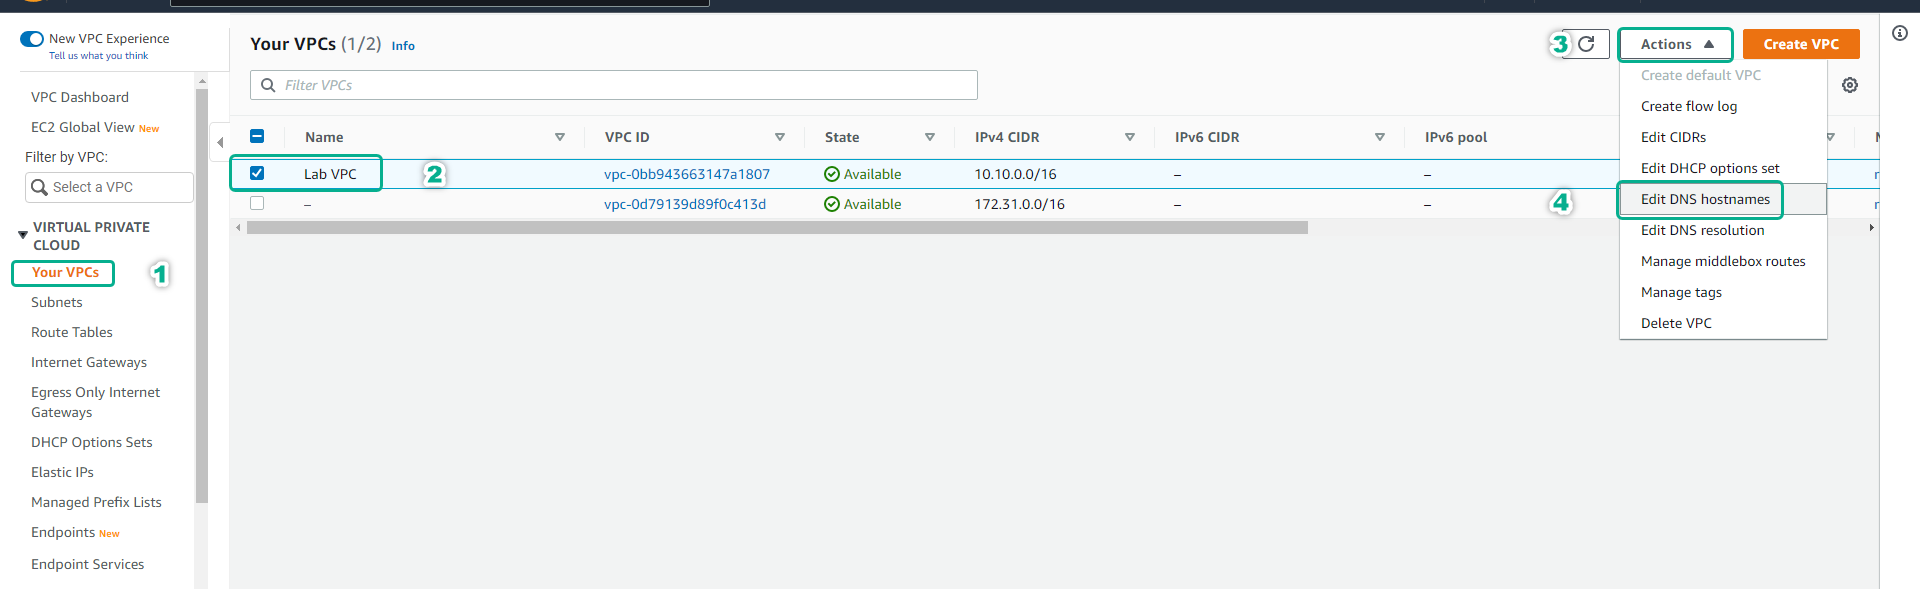 New VPC Experience
Tell us what you think
VPC Dashboard
EC2 Global View New
Filter by VPC:
Select a VPC
VIRTUAL PRIVATE
CLOUD
Your VPCs
1
Subnets
Route Tables
Internet Gateways
Egress Only Internet
Gateways
DHCP Options Sets
Elastic IPs
Managed Prefix Lists
Endpoints New
Endpoint Services
Your VPCs (1/2) Info
3
Actions
Create VPC
Filter VPCs
Name VPC ID State IPv4 CIDR IPv6 CIDR IPv6 pool
Lab VPC 2 vpc-0bb943663147a1807 Available 10.10.0.0/16 – –
– vpc-0d79139d89f0c413d Available 172.31.0.0/16 – –
4
Create default VPC
Create flow log
Edit CIDRs
Edit DHCP options set
Edit DNS hostnames
Edit DNS resolution
Manage middlebox routes
Manage tags
Delete VPC